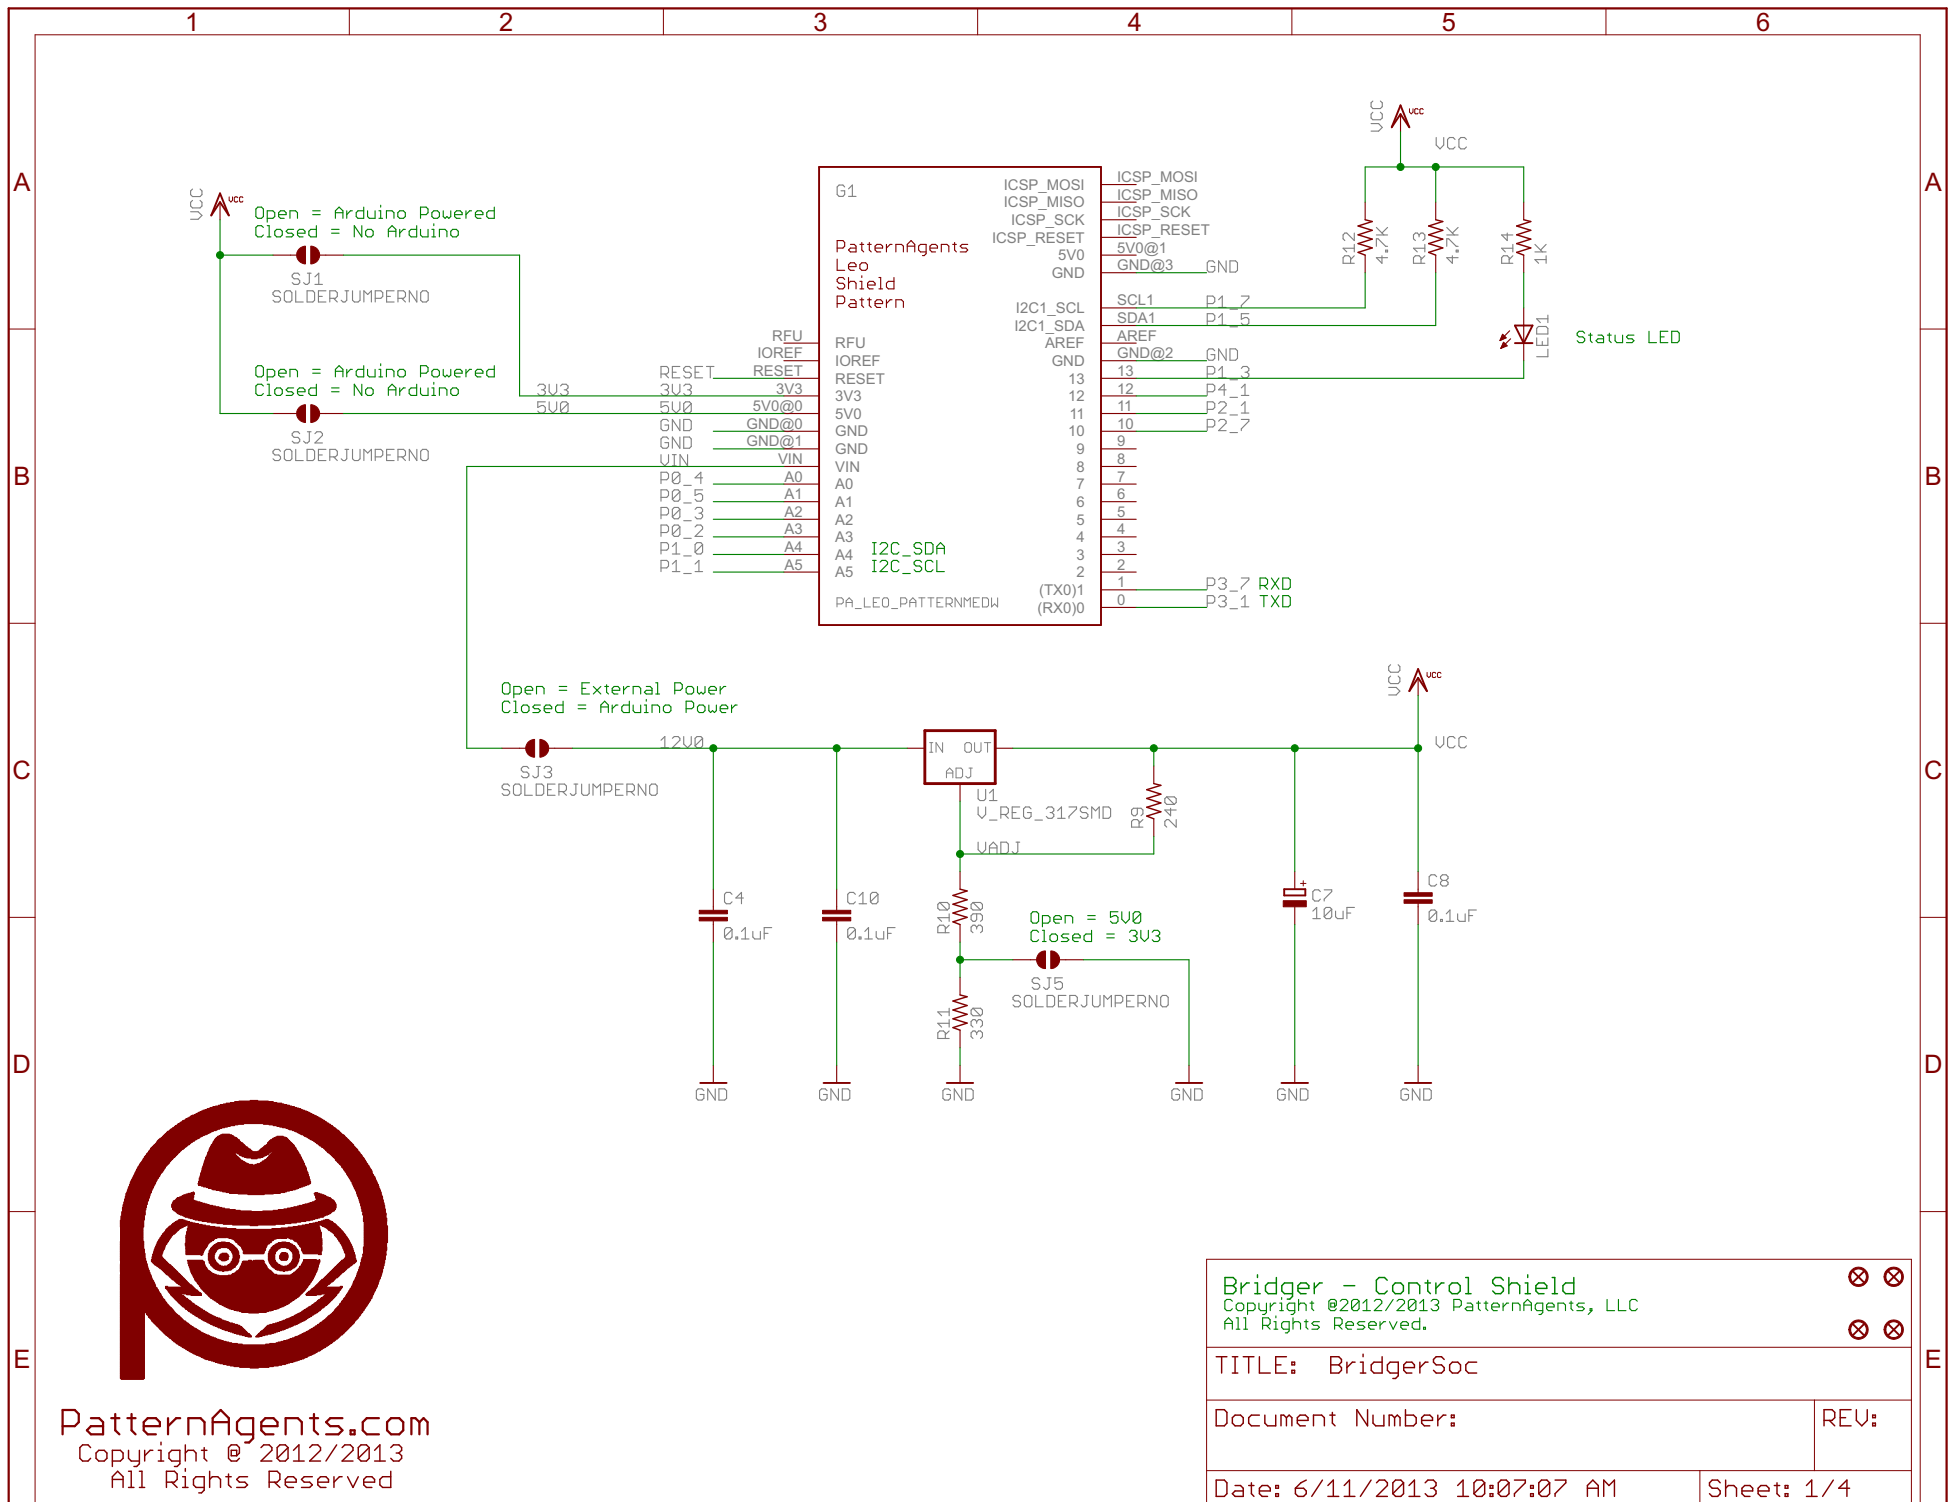 1 2 3 4 5 6
A A
B B
C C
D D
E E
VCC
VCC
Open = Arduino Powered
Closed = No Arduino
SJ1
SOLDERJUMPERNO
Open = Arduino Powered
Closed = No Arduino
SJ2
SOLDERJUMPERNO
3V3
5V0
RESET
3V3
5V0
GND
GND
VIN
P0_4
P0_5
P0_3
P0_2
P1_0
P1_1
RFU
IOREF
RESET
3V3
5V0@0
GND@0
GND@1
VIN
A0
A1
A2
A3
A4
A5
G1
PatternAgents
Leo
Shield
Pattern
RFU
IOREF
RESET
3V3
5V0
GND
GND
VIN
A0
A1
A2
A3
A4 I2C_SDA
A5 I2C_SCL
PA_LEO_PATTERNMEDW
ICSP_MOSI
ICSP_MISO
ICSP_SCK
ICSP_RESET
5V0
GND
I2C1_SCL
I2C1_SDA
AREF
GND
13
12
11
10
9
8
7
6
5
4
3
2
(TX0)1
(RX0)0
ICSP_MOSI
ICSP_MISO
ICSP_SCK
ICSP_RESET
5V0@1
GND@3 GND
SCL1 P1_7
SDA1 P1_5
AREF
GND@2 GND
13 P1_3
12 P4_1
11 P2_1
10 P2_7
9
8
7
6
5
4
3
2
1 P3_7 RXD
0 P3_1 TXD
VCC
VCC
VCC
R12
4.7K
R13
4.7K
R14
1K
LED1
Status LED
Open = External Power
Closed = Arduino Power
12V0
SJ3
SOLDERJUMPERNO
IN OUT
ADJ
U1
V_REG_317SMD
VADJ
R9
240
VCC
VCC
VCC
C4
0.1uF
C10
0.1uF
R10
390
Open = 5V0
Closed = 3V3
SJ5
SOLDERJUMPERNO
R11
330
C7
+
10uF
C8
0.1uF
GND GND GND GND GND GND
PatternAgents.com
Copyright @ 2012/2013
All Rights Reserved
Bridger - Control Shield
Copyright @2012/2013 PatternAgents, LLC
All Rights Reserved.
TITLE: BridgerSoc
Document Number:
REV:
Date: 6/11/2013 10:07:07 AM
Sheet: 1/4